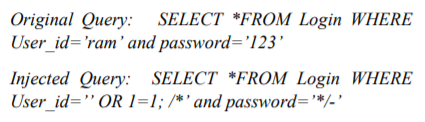 Original Query: SELECT *FROM Login WHERE
User_id=’ram’ and password=’123’
Injected Query: SELECT *FROM Login WHERE
User_id=’’ OR 1=1; /*’ and password=’*/-’